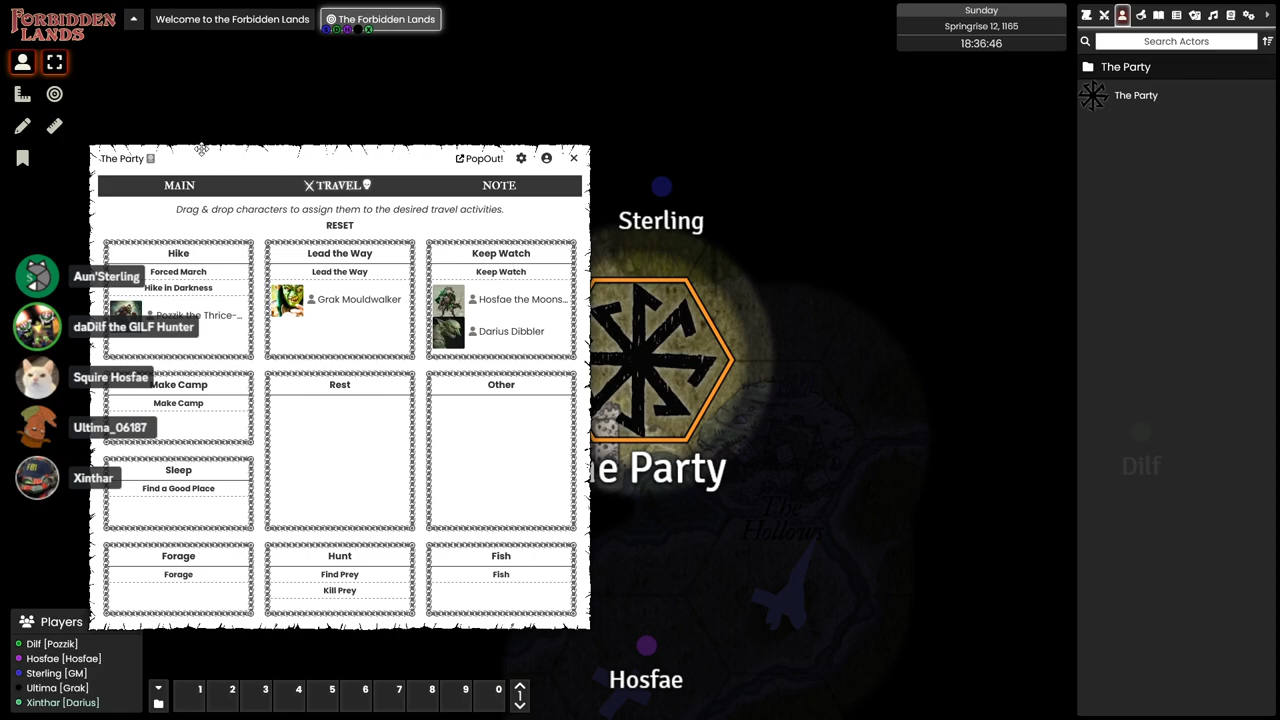 FORBIDDEN
LANDS
Welcome to the Forbidden Lands
The Forbidden Lands
Sunday
Springrise 12, 1165
18:36:46
Search Actors
The Party
The Party
The Party
PopOut!
MAIN
TRAVEL
NOTE
Drag & drop characters to assign them to the desired travel activities.
RESET
Hike
Forced March
Hike in Darkness
Pozzik the Thrice-...
Lead the Way
Lead the Way
Grak Mouldwalker
Keep Watch
Keep Watch
Hosfae the Moons...
Darius Dibbler
Make Camp
Make Camp
Rest
Other
Sleep
Find a Good Place
Forage
Forage
Hunt
Find Prey
Kill Prey
Fish
Fish
Aun'Sterling
daDilf the GILF Hunter
Squire Hosfae
Ultima_06187
Xinthar
FBI
Sterling
e Party
Dilf
The
Hollows
Hosfae
Players
Dilf [Pozzik]
Hosfae [Hosfae]
Sterling [GM]
Ultima [Grak]
Xinthar [Darius]
1 2 3 4 5 6 7 8 9 0
1